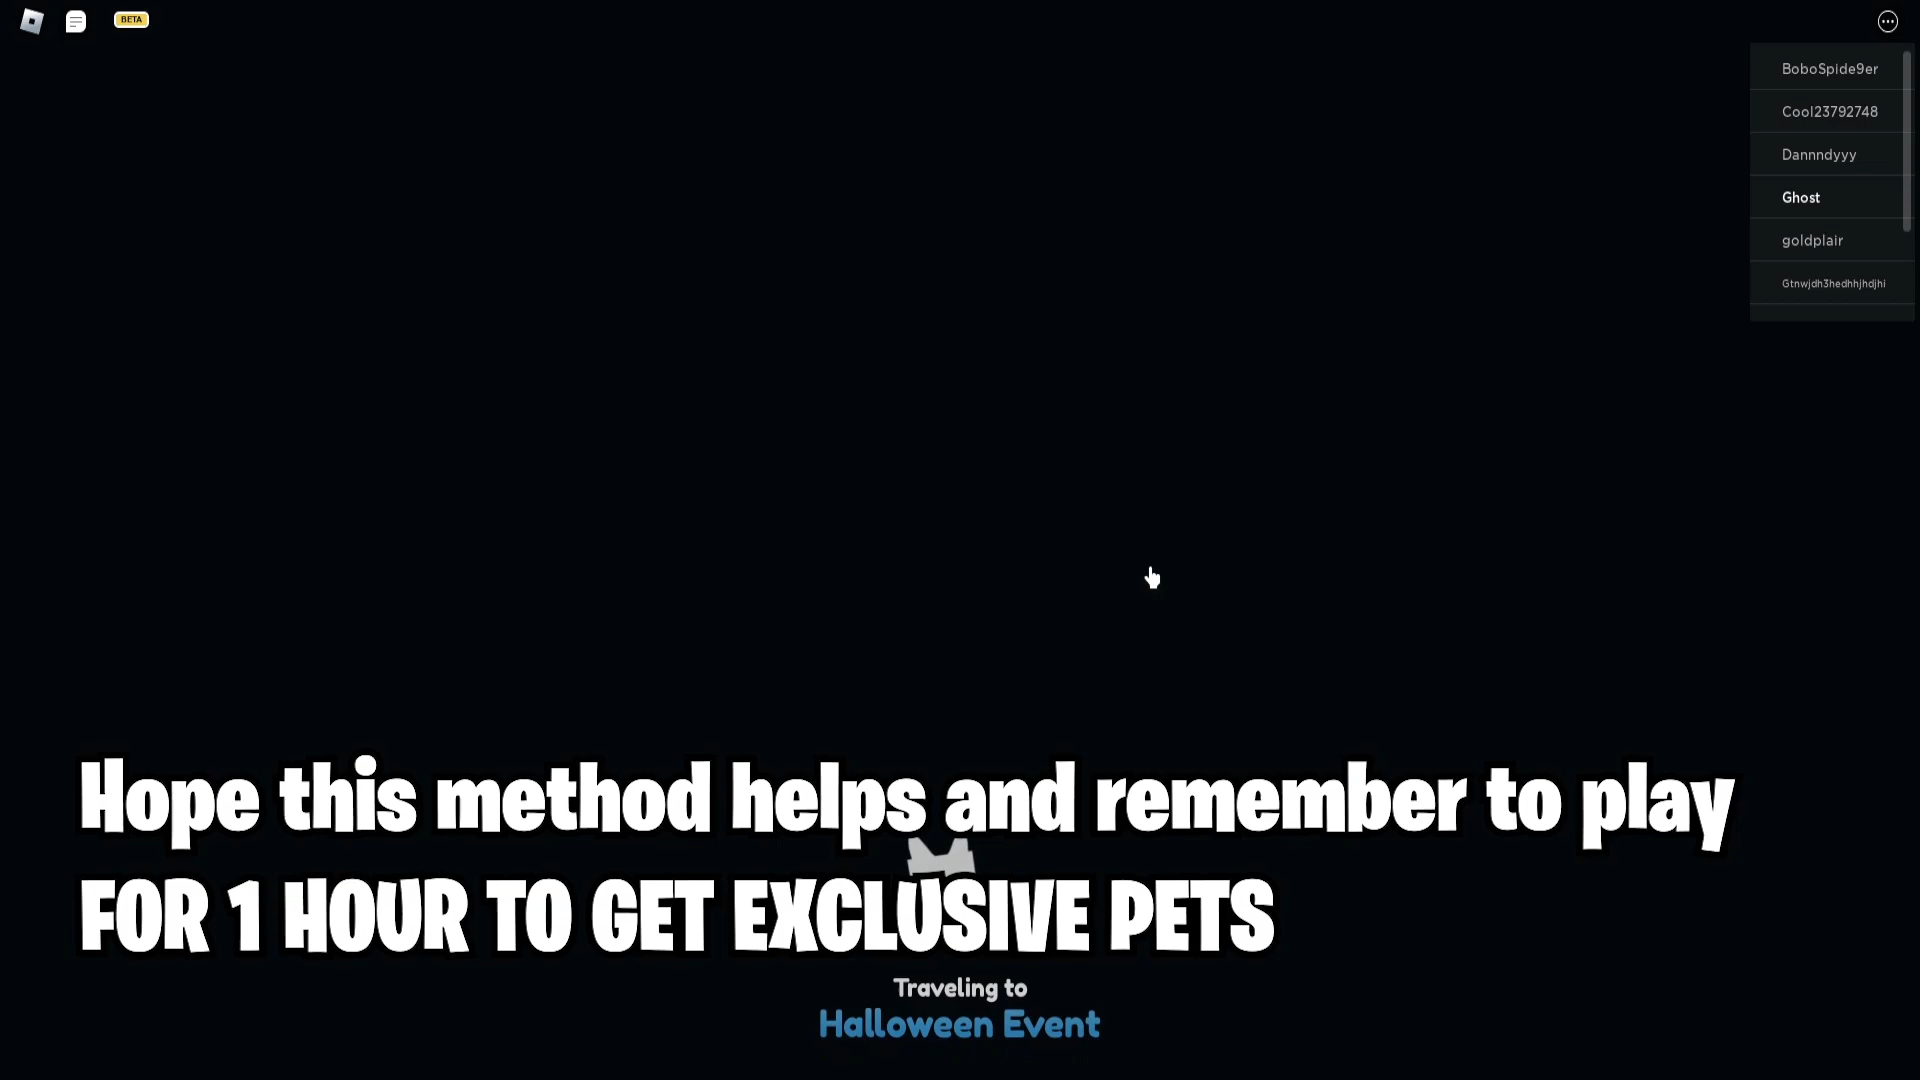 BETA
BoboSpide9er
Cool23792748
Dannndyyy
Ghost
goldplair
Gtnwjdh3hedhhjhdjhi
Hope this method helps and remember to play
FOR 1 HOUR TO GET EXCLUSIVE PETS
Traveling to
Halloween Event